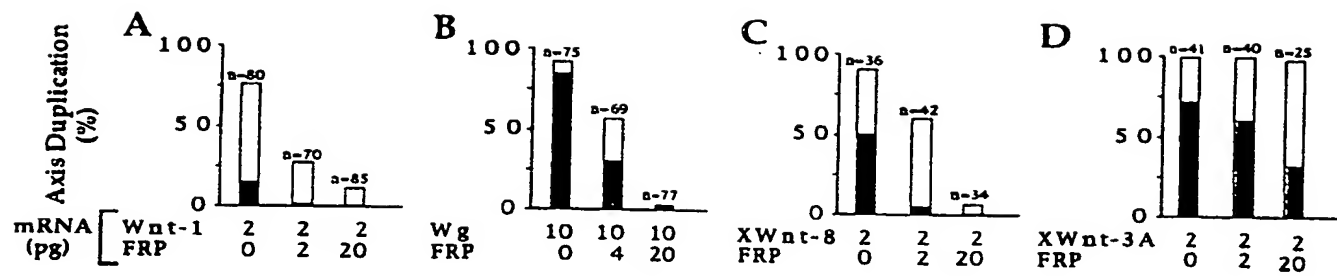 A
B
C
D
Axis Duplication
(%)
100
50
0
n=80
n=70
n=85
100
50
0
n=75
n=69
n=77
100
50
0
n=36
n=42
n=34
100
50
0
n=41
n=40
n=25
mRNA
(pg)
Wnt-1 2 2 2
FRP 0 2 20
Wg 10 10 10
FRP 0 4 20
XWnt-8 2 2 2
FRP 0 2 20
XWnt-3A 2 2 2
FRP 0 2 20